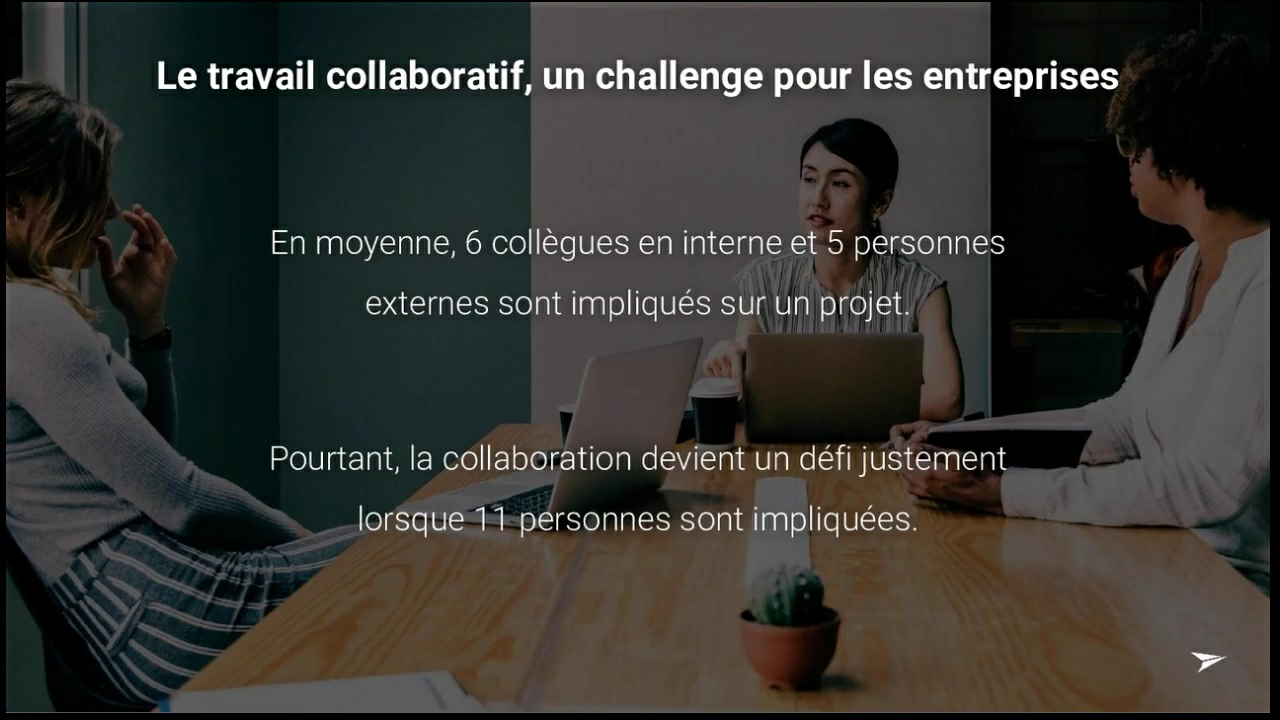 Le travail collaboratif, un challenge pour les entreprises
En moyenne, 6 collègues en interne et 5 personnes
externes sont impliqués sur un projet.
Pourtant, la collaboration devient un défi justement
lorsque 11 personnes sont impliquées.